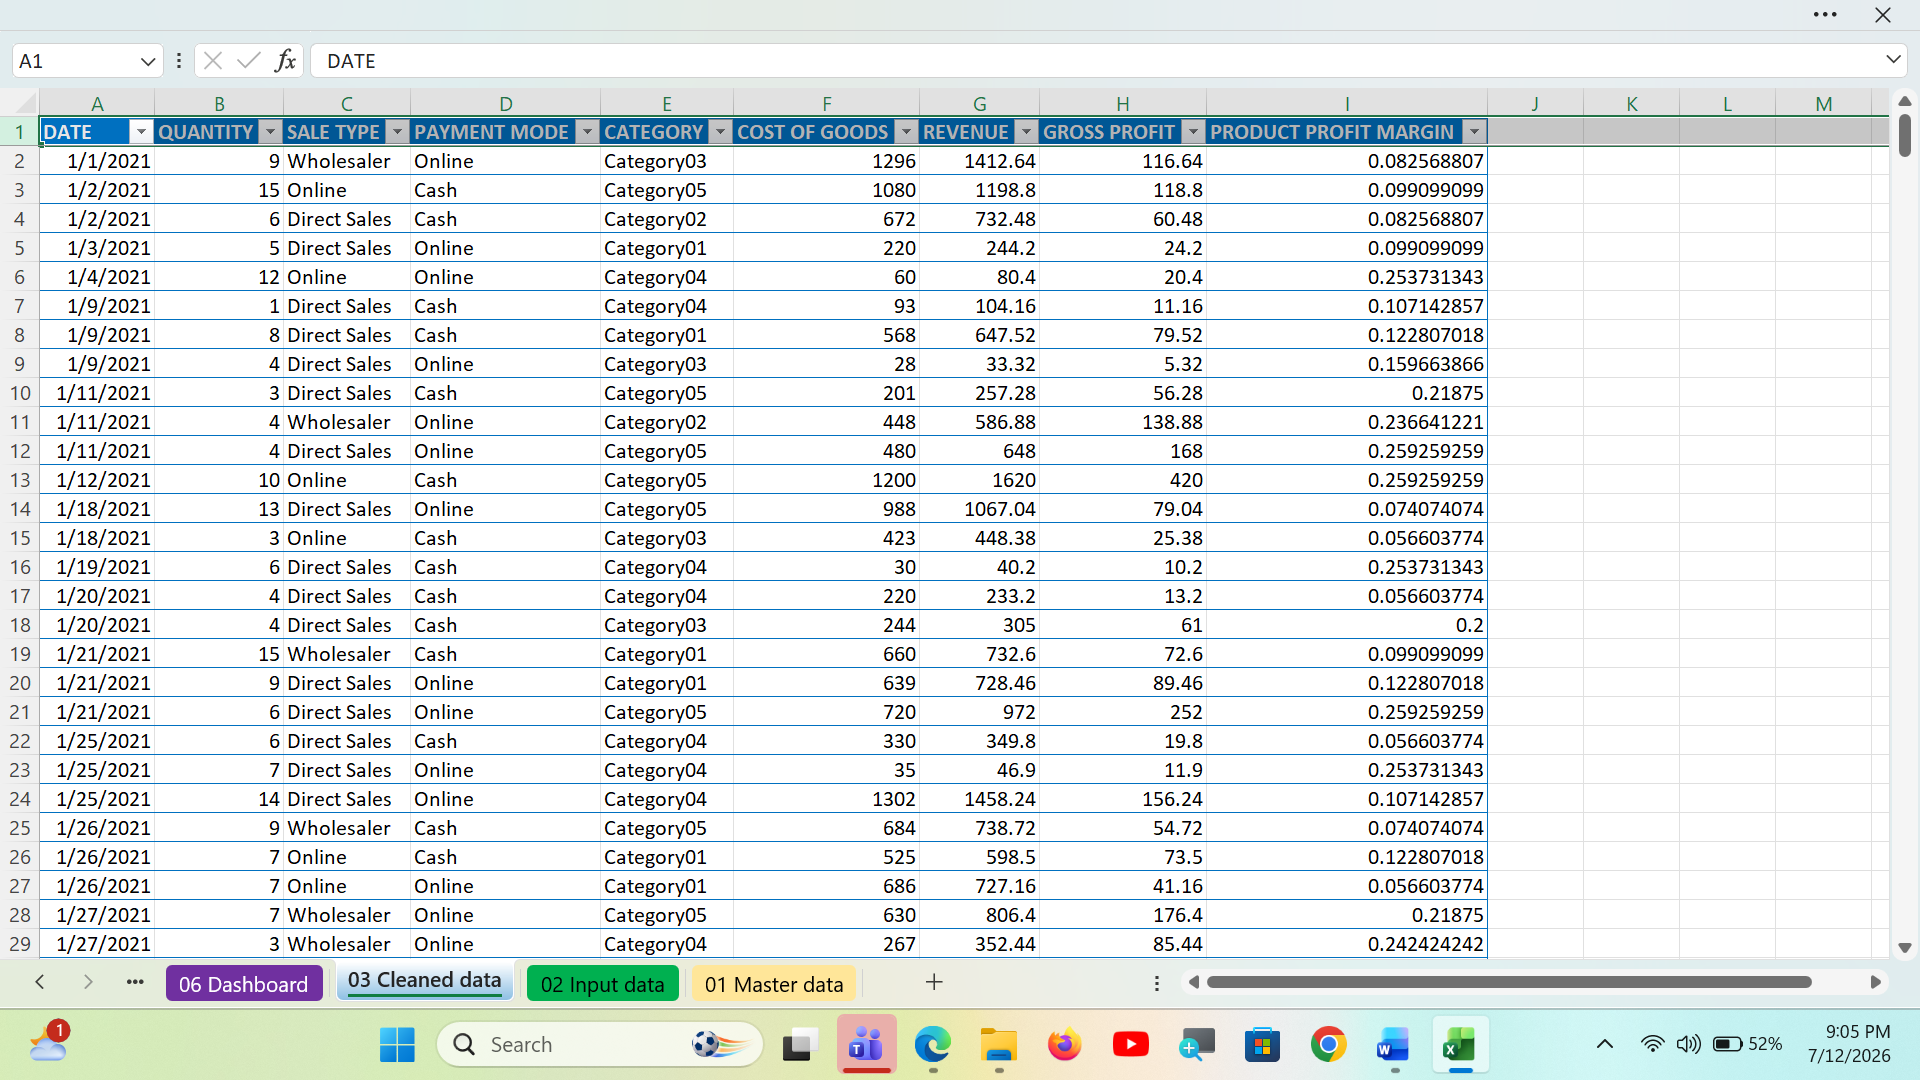 A1 fx DATE
A B C D E F G H I J K L M
1 DATE QUANTITY SALE TYPE PAYMENT MODE CATEGORY COST OF GOODS REVENUE GROSS PROFIT PRODUCT PROFIT MARGIN
2 1/1/2021 9 Wholesaler Online Category03 1296 1412.64 116.64 0.082568807
3 1/2/2021 15 Online Cash Category05 1080 1198.8 118.8 0.099099099
4 1/2/2021 6 Direct Sales Cash Category02 672 732.48 60.48 0.082568807
5 1/3/2021 5 Direct Sales Online Category01 220 244.2 24.2 0.099099099
6 1/4/2021 12 Online Online Category04 60 80.4 20.4 0.253731343
7 1/9/2021 1 Direct Sales Cash Category04 93 104.16 11.16 0.107142857
8 1/9/2021 8 Direct Sales Cash Category01 568 647.52 79.52 0.122807018
9 1/9/2021 4 Direct Sales Online Category03 28 33.32 5.32 0.159663866
10 1/11/2021 3 Direct Sales Cash Category05 201 257.28 56.28 0.21875
11 1/11/2021 4 Wholesaler Online Category02 448 586.88 138.88 0.236641221
12 1/11/2021 4 Direct Sales Online Category05 480 648 168 0.259259259
13 1/12/2021 10 Online Cash Category05 1200 1620 420 0.259259259
14 1/18/2021 13 Direct Sales Online Category05 988 1067.04 79.04 0.074074074
15 1/18/2021 3 Online Cash Category03 423 448.38 25.38 0.056603774
16 1/19/2021 6 Direct Sales Cash Category04 30 40.2 10.2 0.253731343
17 1/20/2021 4 Direct Sales Cash Category04 220 233.2 13.2 0.056603774
18 1/20/2021 4 Direct Sales Cash Category03 244 305 61 0.2
19 1/21/2021 15 Wholesaler Cash Category01 660 732.6 72.6 0.099099099
20 1/21/2021 9 Direct Sales Online Category01 639 728.46 89.46 0.122807018
21 1/21/2021 6 Direct Sales Online Category05 720 972 252 0.259259259
22 1/25/2021 6 Direct Sales Cash Category04 330 349.8 19.8 0.056603774
23 1/25/2021 7 Direct Sales Online Category04 35 46.9 11.9 0.253731343
24 1/25/2021 14 Direct Sales Online Category04 1302 1458.24 156.24 0.107142857
25 1/26/2021 9 Wholesaler Cash Category05 684 738.72 54.72 0.074074074
26 1/26/2021 7 Online Cash Category01 525 598.5 73.5 0.122807018
27 1/26/2021 7 Online Online Category01 686 727.16 41.16 0.056603774
28 1/27/2021 7 Wholesaler Online Category05 630 806.4 176.4 0.21875
29 1/27/2021 3 Wholesaler Online Category04 267 352.44 85.44 0.242424242
06 Dashboard 03 Cleaned data 02 Input data 01 Master data
1 Search T W X 52% 9:05 PM
7/12/2026